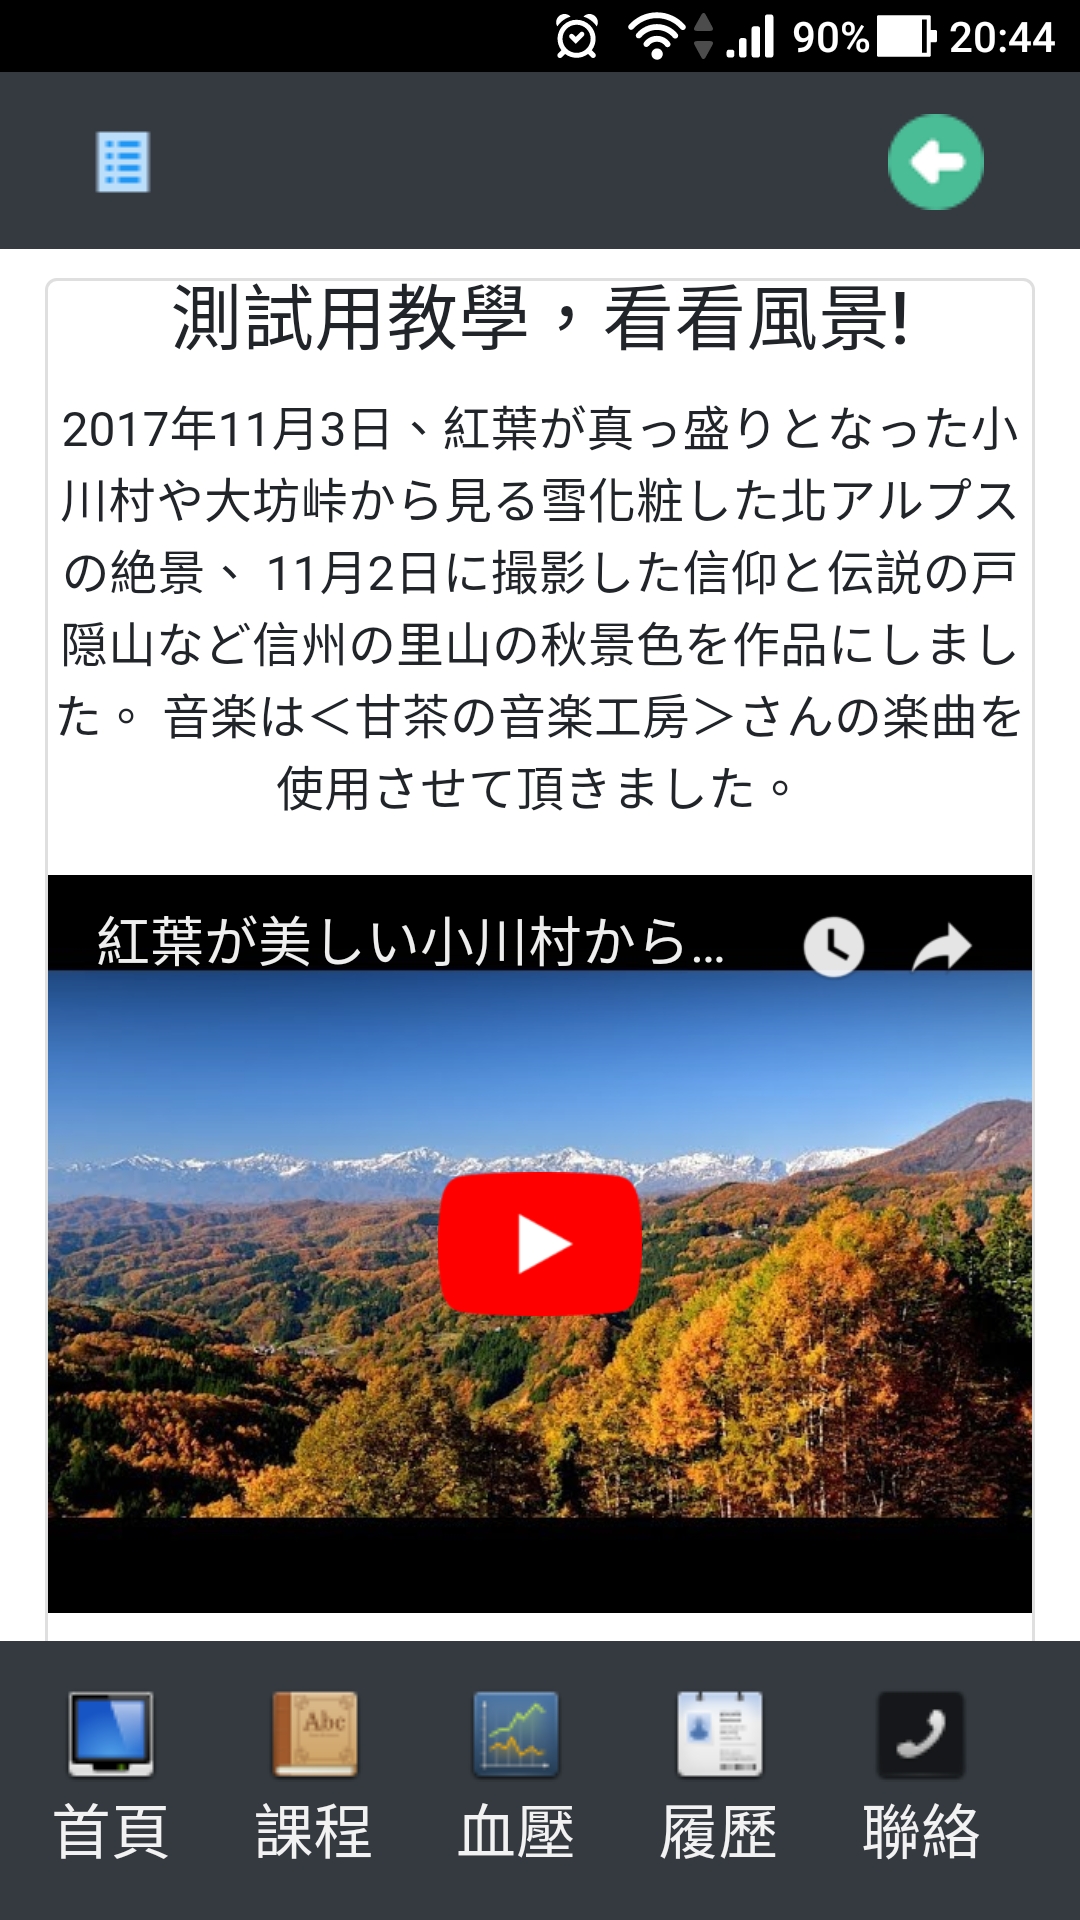 90% 20:44
測試用教學，看看風景!
2017年11月3日、紅葉が真っ盛りとなった小
川村や大坊峠から見る雪化粧した北アルプス
の絶景、 11月2日に撮影した信仰と伝説の戸
隠山など信州の里山の秋景色を作品にしまし
た。 音楽は＜甘茶の音楽工房＞さんの楽曲を
使用させて頂きました。
紅葉が美しい小川村から...
Abc
首頁 課程 血壓 履歷 聯絡